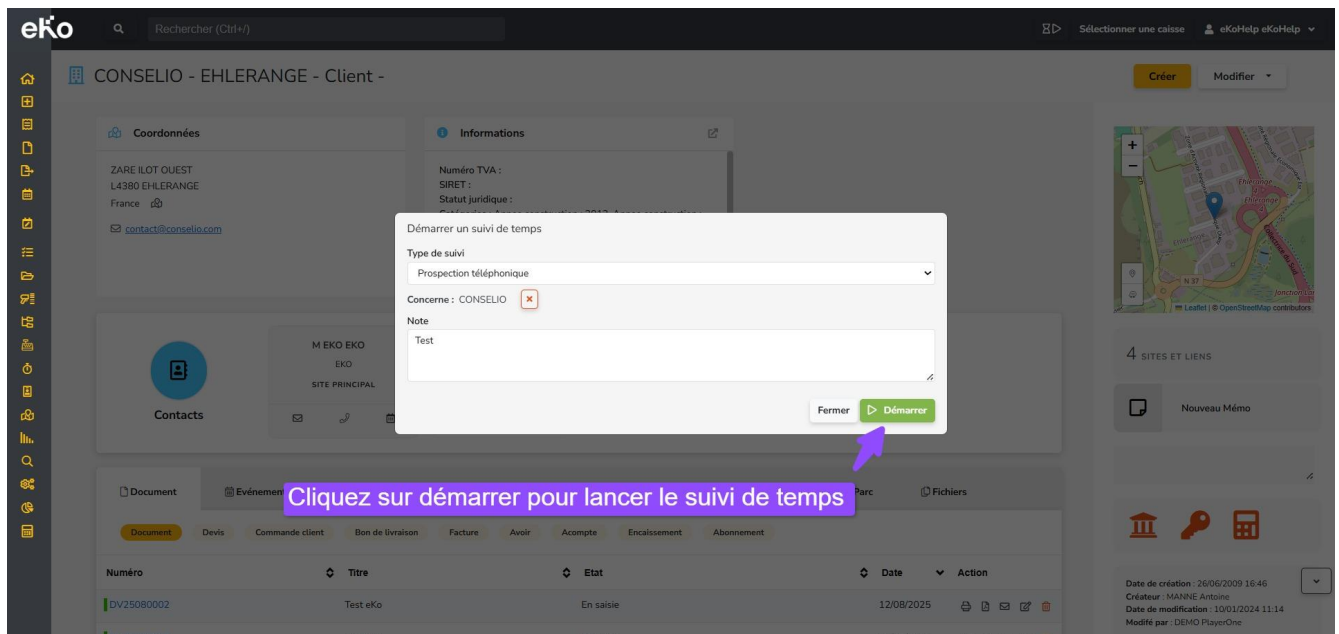 eKo
Rechercher (Ctrl+/)
Sélectionner une caisse
eKoHelp eKoHelp
CONSELIO - EHLERANGE - Client -
Créer
Modifier
Coordonnées
ZARE ILOT OUEST
L4380 EHLERANGE
France
contact@conselio.com
Informations
Numéro TVA :
SIRET :
Statut juridique :
Démarrer un suivi de temps
Type de suivi
Prospection téléphonique
Concerne : CONSELIO
Note
Test
Fermer
Démarrer
+
−
Ehlerange
Ehlerange
N 37
Leaflet | © OpenStreetMap contributors
Contacts
M EKO EKO
EKO
SITE PRINCIPAL
4 SITES ET LIENS
Nouveau Mémo
Cliquez sur démarrer pour lancer le suivi de temps
Document
Evénement
Parc
Fichiers
Document
Devis
Commande client
Bon de livraison
Facture
Avoir
Acompte
Encaissement
Abonnement
Numéro
Titre
Etat
Date
Action
DV25080002
Test eKo
En saisie
12/08/2025
Date de création : 26/06/2009 16:46
Créateur : MANNE Antoine
Date de modification : 10/01/2024 11:14
Modifé par : DEMO PlayerOne